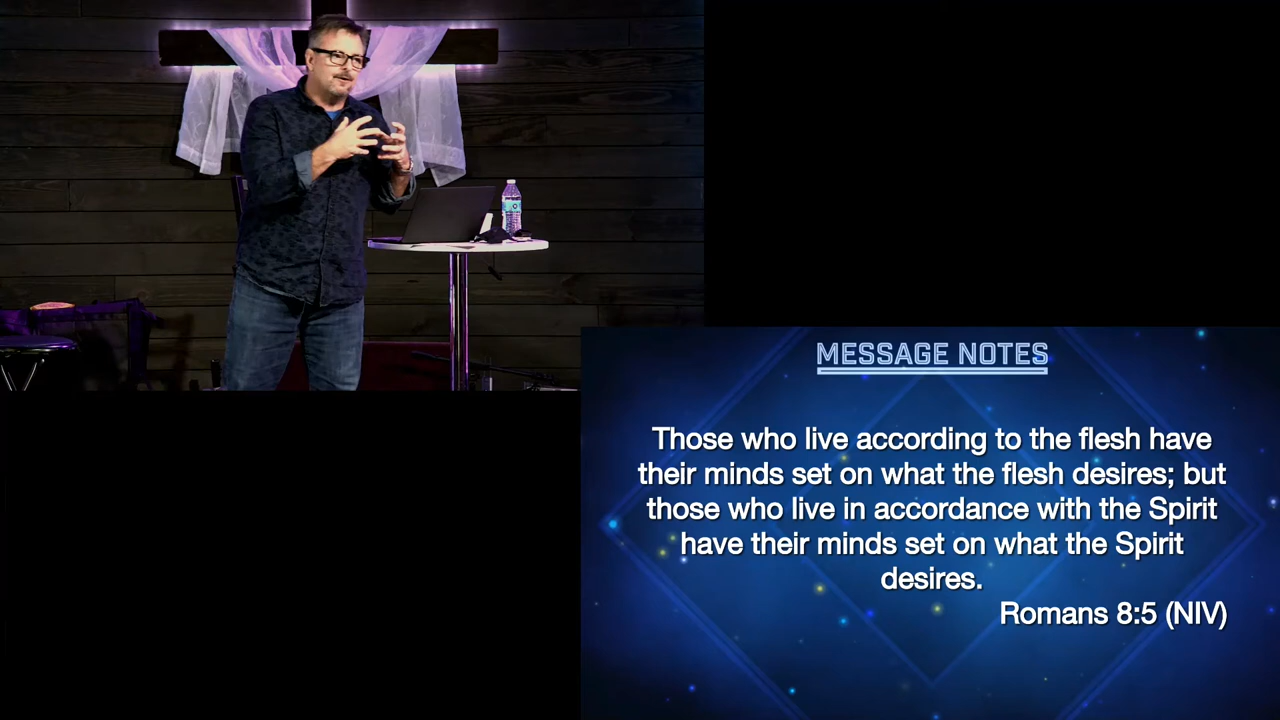 MESSAGE NOTES
Those who live according to the flesh have
their minds set on what the flesh desires; but
those who live in accordance with the Spirit
have their minds set on what the Spirit
desires.
Romans 8:5 (NIV)